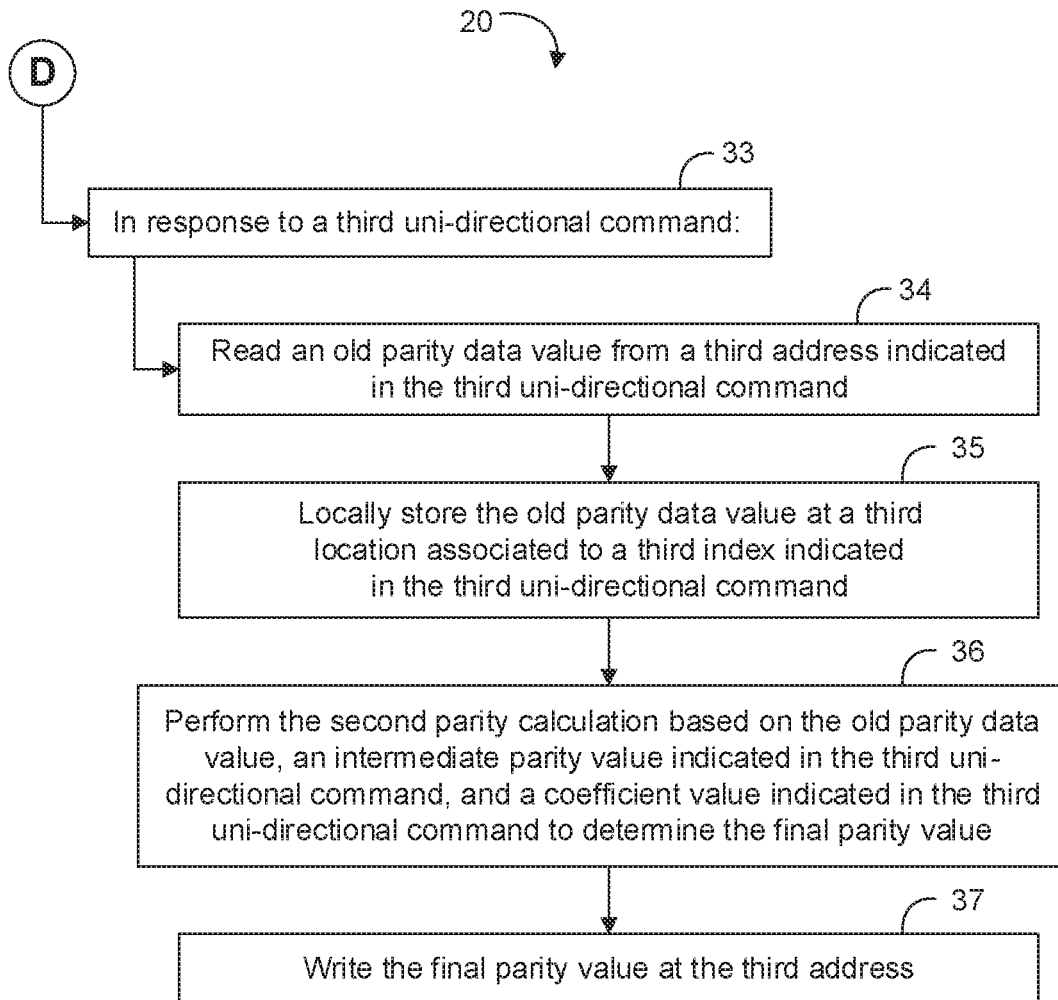 20
D
33
In response to a third uni-directional command:
34
Read an old parity data value from a third address indicated
in the third uni-directional command
35
Locally store the old parity data value at a third
location associated to a third index indicated
in the third uni-directional command
36
Perform the second parity calculation based on the old parity data
value, an intermediate parity value indicated in the third uni-
directional command, and a coefficient value indicated in the third
uni-directional command to determine the final parity value
37
Write the final parity value at the third address